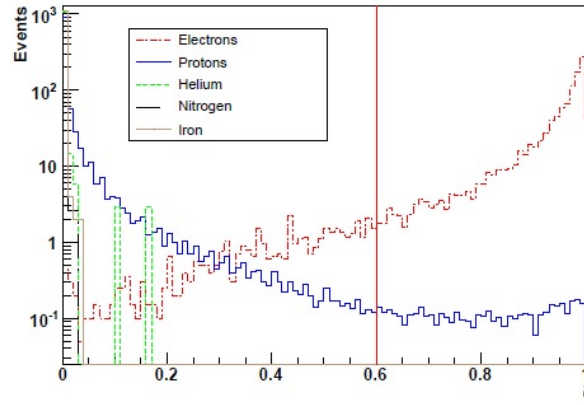 Events
10³
10²
10
1
10⁻¹
Electrons
Protons
Helium
Nitrogen
Iron
0 0.2 0.4 0.6 0.8